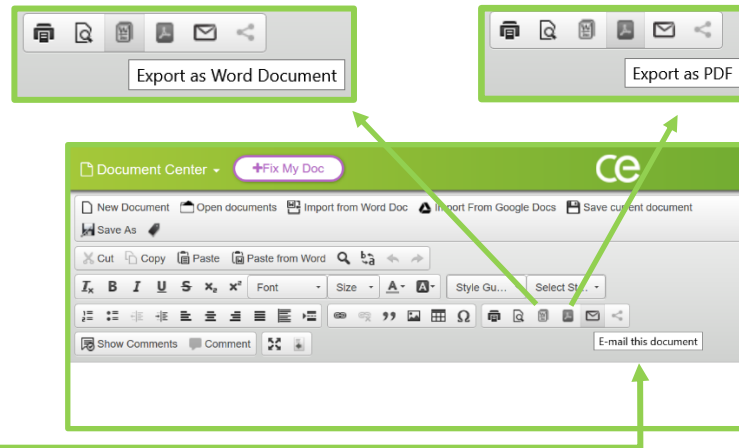 Export as Word Document
Export as PDF
Document Center
+Fix My Doc
ce
New Document Open documents Import from Word Doc Import From Google Docs Save current document
Save As
Cut Copy Paste Paste from Word
Font Size A A Style Gu... Select St...
Show Comments Comment
E-mail this document